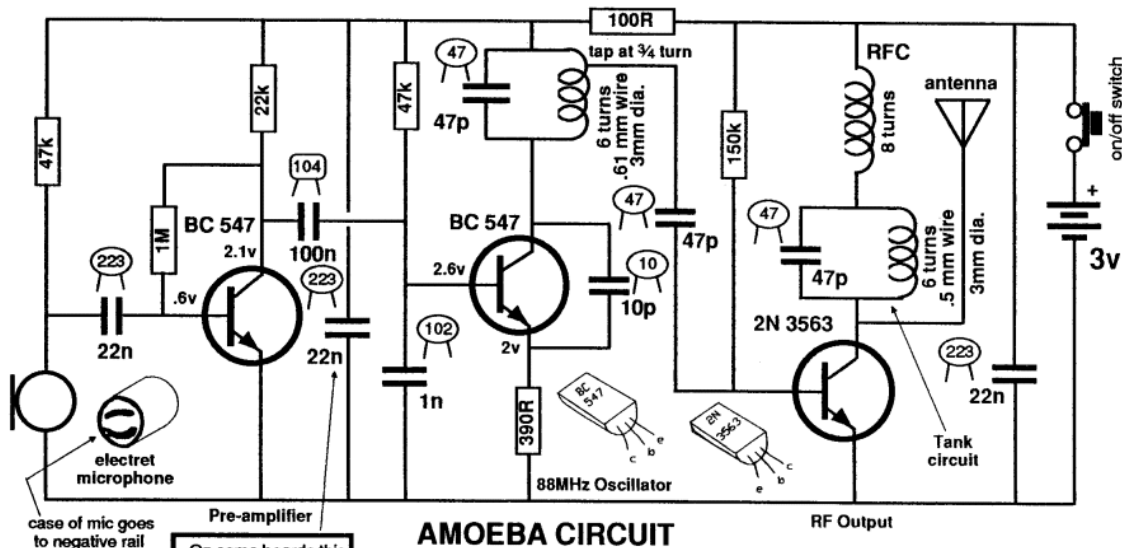 100R
RFC
antenna
on/off switch
tap at ¾ turn
47
47p
6 turns
.61 mm wire
3mm dia.
22k
47k
47k
150k
8 turns
104
100n
1M
BC 547
2.1v
.6v
223
22n
223
22n
BC 547
2.6v
2v
102
1n
10
10p
47
47p
47
47p
6 turns
.5 mm wire
3mm dia.
+
3v
2N 3563
223
22n
390R
BC
547
c b e
2N
3563
e b c
Tank
circuit
electret
microphone
88MHz Oscillator
case of mic goes
to negative rail
Pre-amplifier
AMOEBA CIRCUIT
RF Output
On some boards this